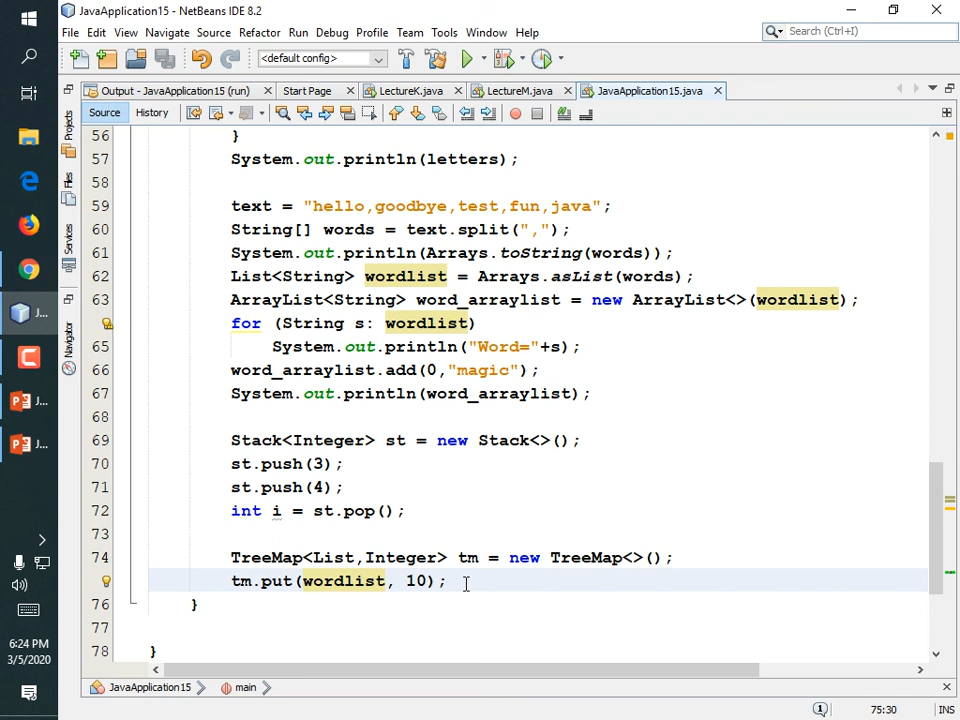 JavaApplication15 - NetBeans IDE 8.2
File Edit View Navigate Source Refactor Run Debug Profile Team Tools Window Help
Search (Ctrl+I)
<default config>
Output - JavaApplication15 (run) Start Page LectureK.java LectureM.java JavaApplication15.java
Source History
Projects
Files
Services
Navigator
56 }
57 System.out.println(letters);
58
59 text = "hello,goodbye,test,fun,java";
60 String[] words = text.split(",");
61 System.out.println(Arrays.toString(words));
62 List<String> wordlist = Arrays.asList(words);
63 ArrayList<String> word_arraylist = new ArrayList<>(wordlist);
for (String s: wordlist)
65 System.out.println("Word="+s);
66 word_arraylist.add(0,"magic");
67 System.out.println(word_arraylist);
68
69 Stack<Integer> st = new Stack<>();
70 st.push(3);
71 st.push(4);
72 int i = st.pop();
73
74 TreeMap<List,Integer> tm = new TreeMap<>();
tm.put(wordlist, 10);
76 }
77
78 }
J...
J...
J...
6:24 PM
3/5/2020
JavaApplication15 main
1 75:30 INS